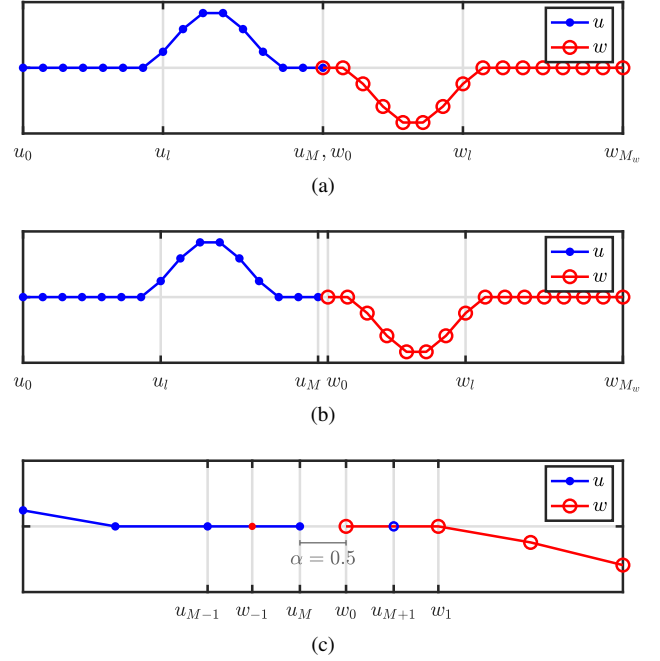 u
w
u_0 u_l u_M, w_0 w_l w_{M_w}
(a)
u
w
u_0 u_l u_M w_0 w_l w_{M_w}
(b)
u
w
α = 0.5
u_{M−1} w_{−1} u_M w_0 u_{M+1} w_1
(c)